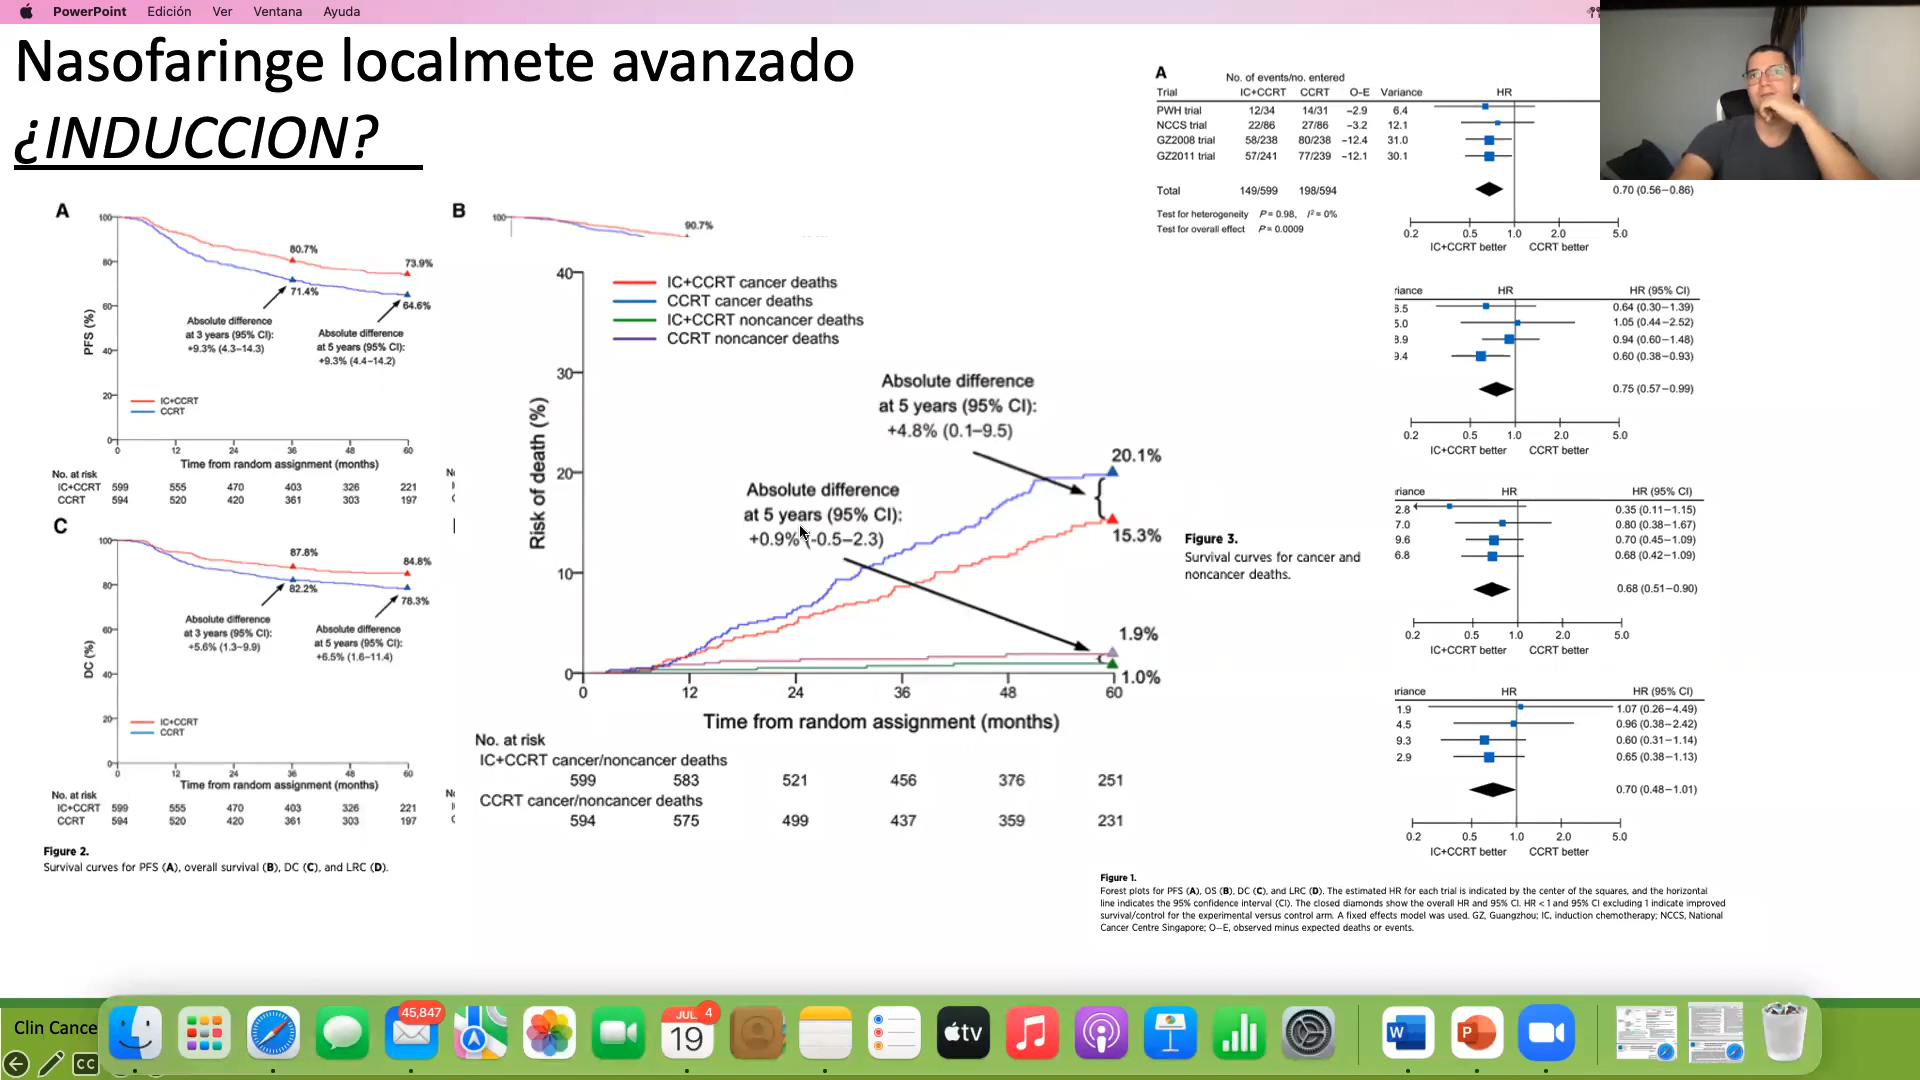 PowerPoint Edición Ver Ventana Ayuda
Nasofaringe localmete avanzado
¿INDUCCION?
A
PFS (%)
100
80
60
40
20
0
80.7%
73.9%
71.4%
64.6%
Absolute difference
at 3 years (95% CI):
+9.3% (4.3–14.3)
Absolute difference
at 5 years (95% CI):
+9.3% (4.4–14.2)
IC+CCRT
CCRT
0 12 24 36 48 60
Time from random assignment (months)
No. at risk
IC+CCRT 599 555 470 403 326 221
CCRT 594 520 420 361 303 197
B
100
90.7%
C
DC (%)
100
80
60
40
20
0
87.8%
84.8%
82.2%
78.3%
Absolute difference
at 3 years (95% CI):
+5.6% (1.3–9.9)
Absolute difference
at 5 years (95% CI):
+6.5% (1.6–11.4)
IC+CCRT
CCRT
0 12 24 36 48 60
Time from random assignment (months)
No. at risk
IC+CCRT 599 555 470 403 326 221
CCRT 594 520 420 361 303 197
Figure 2.
Survival curves for PFS (A), overall survival (B), DC (C), and LRC (D).
Risk of death (%)
40
30
20
10
0
IC+CCRT cancer deaths
CCRT cancer deaths
IC+CCRT noncancer deaths
CCRT noncancer deaths
Absolute difference
at 5 years (95% CI):
+4.8% (0.1–9.5)
Absolute difference
at 5 years (95% CI):
+0.9% (-0.5–2.3)
20.1%
15.3%
1.9%
1.0%
0 12 24 36 48 60
Time from random assignment (months)
No. at risk
IC+CCRT cancer/noncancer deaths
599 583 521 456 376 251
CCRT cancer/noncancer deaths
594 575 499 437 359 231
Figure 3.
Survival curves for cancer and
noncancer deaths.
A
No. of events/no. entered
Trial IC+CCRT CCRT O-E Variance HR
PWH trial 12/34 14/31 −2.9 6.4
NCCS trial 22/86 27/86 −3.2 12.1
GZ2008 trial 58/238 80/238 −12.4 31.0
GZ2011 trial 57/241 77/239 −12.1 30.1
Total 149/599 198/594 0.70 (0.56−0.86)
Test for heterogeneity P = 0.98, I² = 0%
Test for overall effect P = 0.0009
0.2 0.5 1.0 2.0 5.0
IC+CCRT better CCRT better
riance HR HR (95% CI)
6.5 0.64 (0.30−1.39)
5.0 1.05 (0.44−2.52)
8.9 0.94 (0.60−1.48)
9.4 0.60 (0.38−0.93)
0.75 (0.57−0.99)
0.2 0.5 1.0 2.0 5.0
IC+CCRT better CCRT better
riance HR HR (95% CI)
2.8 0.35 (0.11−1.15)
7.0 0.80 (0.38−1.67)
9.6 0.70 (0.45−1.09)
6.8 0.68 (0.42−1.09)
0.68 (0.51−0.90)
0.2 0.5 1.0 2.0 5.0
IC+CCRT better CCRT better
riance HR HR (95% CI)
1.9 1.07 (0.26−4.49)
4.5 0.96 (0.38−2.42)
9.3 0.60 (0.31−1.14)
2.9 0.65 (0.38−1.13)
0.70 (0.48−1.01)
0.2 0.5 1.0 2.0 5.0
IC+CCRT better CCRT better
Figure 1.
Forest plots for PFS (A), OS (B), DC (C), and LRC (D). The estimated HR for each trial is indicated by the center of the squares, and the horizontal
line indicates the 95% confidence interval (CI). The closed diamonds show the overall HR and 95% CI. HR < 1 and 95% CI excluding 1 indicate improved
survival/control for the experimental versus control arm. A fixed effects model was used. GZ, Guangzhou; IC, induction chemotherapy; NCCS, National
Cancer Centre Singapore; O−E, observed minus expected deaths or events.
Clin Cance
45,847
JUL 4
19
tv
W
P
CC